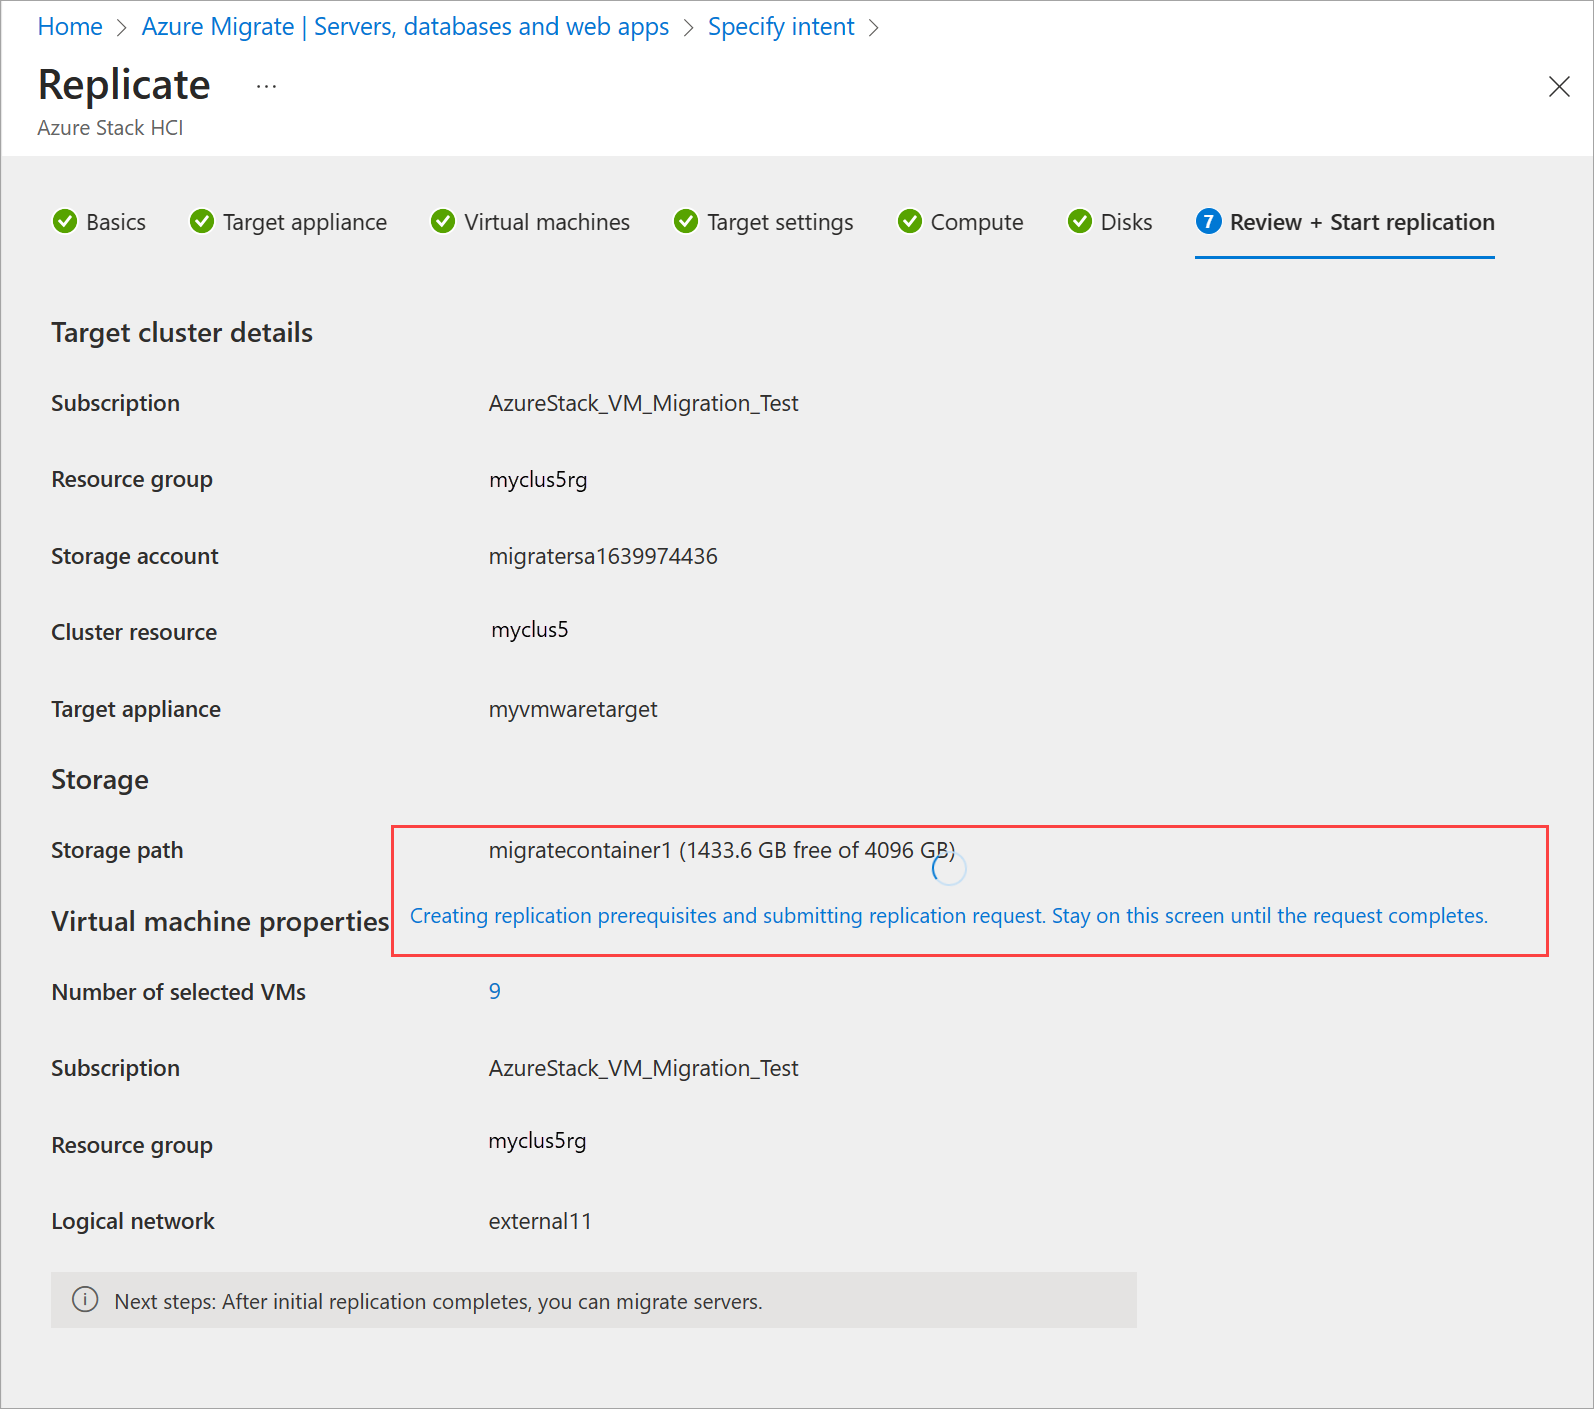 Home > Azure Migrate | Servers, databases and web apps > Specify intent >
Replicate ...
Azure Stack HCI
Basics Target appliance Virtual machines Target settings Compute Disks 7 Review + Start replication
Target cluster details
Subscription AzureStack_VM_Migration_Test
Resource group myclus5rg
Storage account migratersa1639974436
Cluster resource myclus5
Target appliance myvmwaretarget
Storage
Storage path migratecontainer1 (1433.6 GB free of 4096 GB)
Virtual machine properties Creating replication prerequisites and submitting replication request. Stay on this screen until the request completes.
Number of selected VMs 9
Subscription AzureStack_VM_Migration_Test
Resource group myclus5rg
Logical network external11
Next steps: After initial replication completes, you can migrate servers.